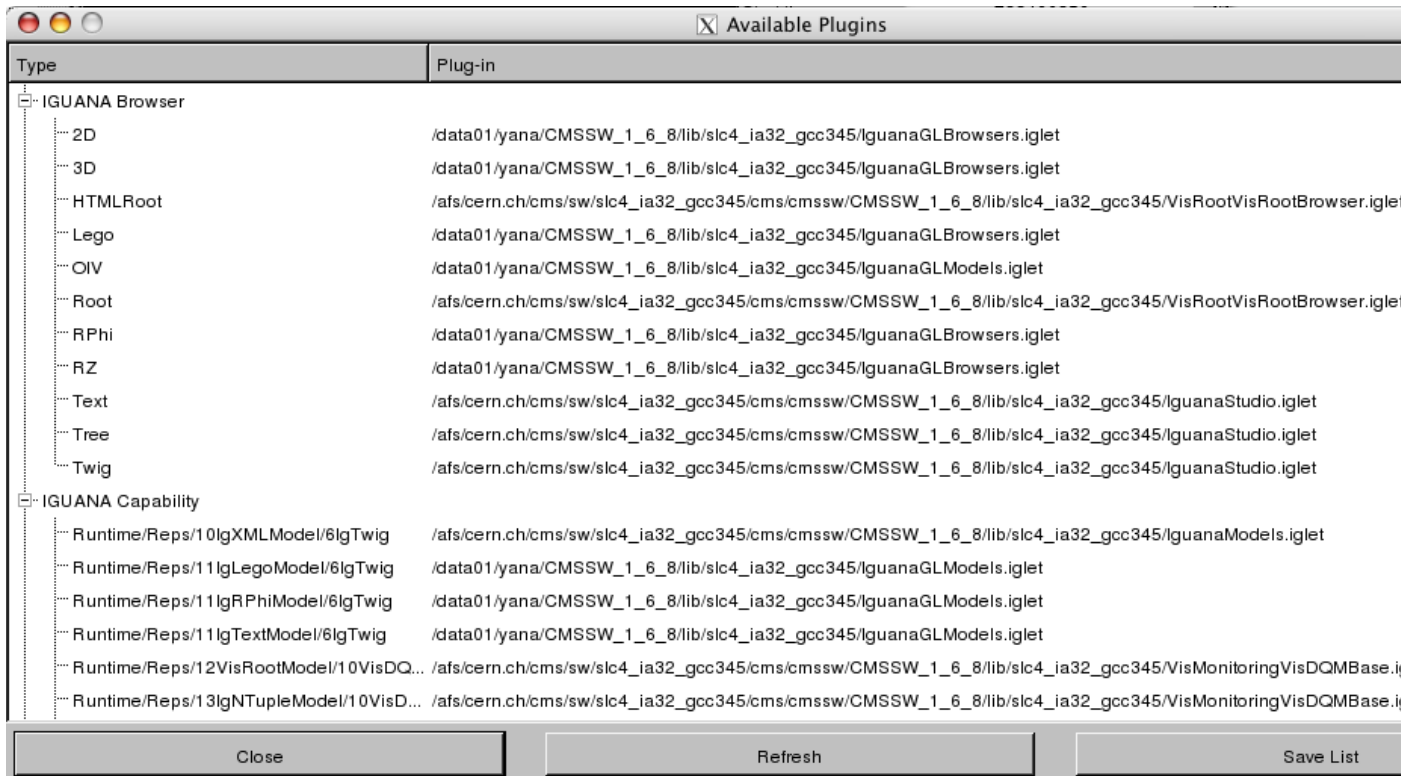 Available Plugins
Type Plug-in
IGUANA Browser
2D /data01/yana/CMSSW_1_6_8/lib/slc4_ia32_gcc345/IguanaGLBrowsers.iglet
3D /data01/yana/CMSSW_1_6_8/lib/slc4_ia32_gcc345/IguanaGLBrowsers.iglet
HTMLRoot /afs/cern.ch/cms/sw/slc4_ia32_gcc345/cms/cmssw/CMSSW_1_6_8/lib/slc4_ia32_gcc345/VisRootVisRootBrowser.iglet
Lego /data01/yana/CMSSW_1_6_8/lib/slc4_ia32_gcc345/IguanaGLBrowsers.iglet
OIV /data01/yana/CMSSW_1_6_8/lib/slc4_ia32_gcc345/IguanaGLModels.iglet
Root /afs/cern.ch/cms/sw/slc4_ia32_gcc345/cms/cmssw/CMSSW_1_6_8/lib/slc4_ia32_gcc345/VisRootVisRootBrowser.iglet
RPhi /data01/yana/CMSSW_1_6_8/lib/slc4_ia32_gcc345/IguanaGLBrowsers.iglet
RZ /data01/yana/CMSSW_1_6_8/lib/slc4_ia32_gcc345/IguanaGLBrowsers.iglet
Text /afs/cern.ch/cms/sw/slc4_ia32_gcc345/cms/cmssw/CMSSW_1_6_8/lib/slc4_ia32_gcc345/IguanaStudio.iglet
Tree /afs/cern.ch/cms/sw/slc4_ia32_gcc345/cms/cmssw/CMSSW_1_6_8/lib/slc4_ia32_gcc345/IguanaStudio.iglet
Twig /afs/cern.ch/cms/sw/slc4_ia32_gcc345/cms/cmssw/CMSSW_1_6_8/lib/slc4_ia32_gcc345/IguanaStudio.iglet
IGUANA Capability
Runtime/Reps/10IgXMLModel/6IgTwig /afs/cern.ch/cms/sw/slc4_ia32_gcc345/cms/cmssw/CMSSW_1_6_8/lib/slc4_ia32_gcc345/IguanaModels.iglet
Runtime/Reps/11IgLegoModel/6IgTwig /data01/yana/CMSSW_1_6_8/lib/slc4_ia32_gcc345/IguanaGLModels.iglet
Runtime/Reps/11IgRPhiModel/6IgTwig /data01/yana/CMSSW_1_6_8/lib/slc4_ia32_gcc345/IguanaGLModels.iglet
Runtime/Reps/11IgTextModel/6IgTwig /data01/yana/CMSSW_1_6_8/lib/slc4_ia32_gcc345/IguanaGLModels.iglet
Runtime/Reps/12VisRootModel/10VisDQ... /afs/cern.ch/cms/sw/slc4_ia32_gcc345/cms/cmssw/CMSSW_1_6_8/lib/slc4_ia32_gcc345/VisMonitoringVisDQMBase.i
Runtime/Reps/13IgNTupleModel/10VisD... /afs/cern.ch/cms/sw/slc4_ia32_gcc345/cms/cmssw/CMSSW_1_6_8/lib/slc4_ia32_gcc345/VisMonitoringVisDQMBase.i
Close Refresh Save List